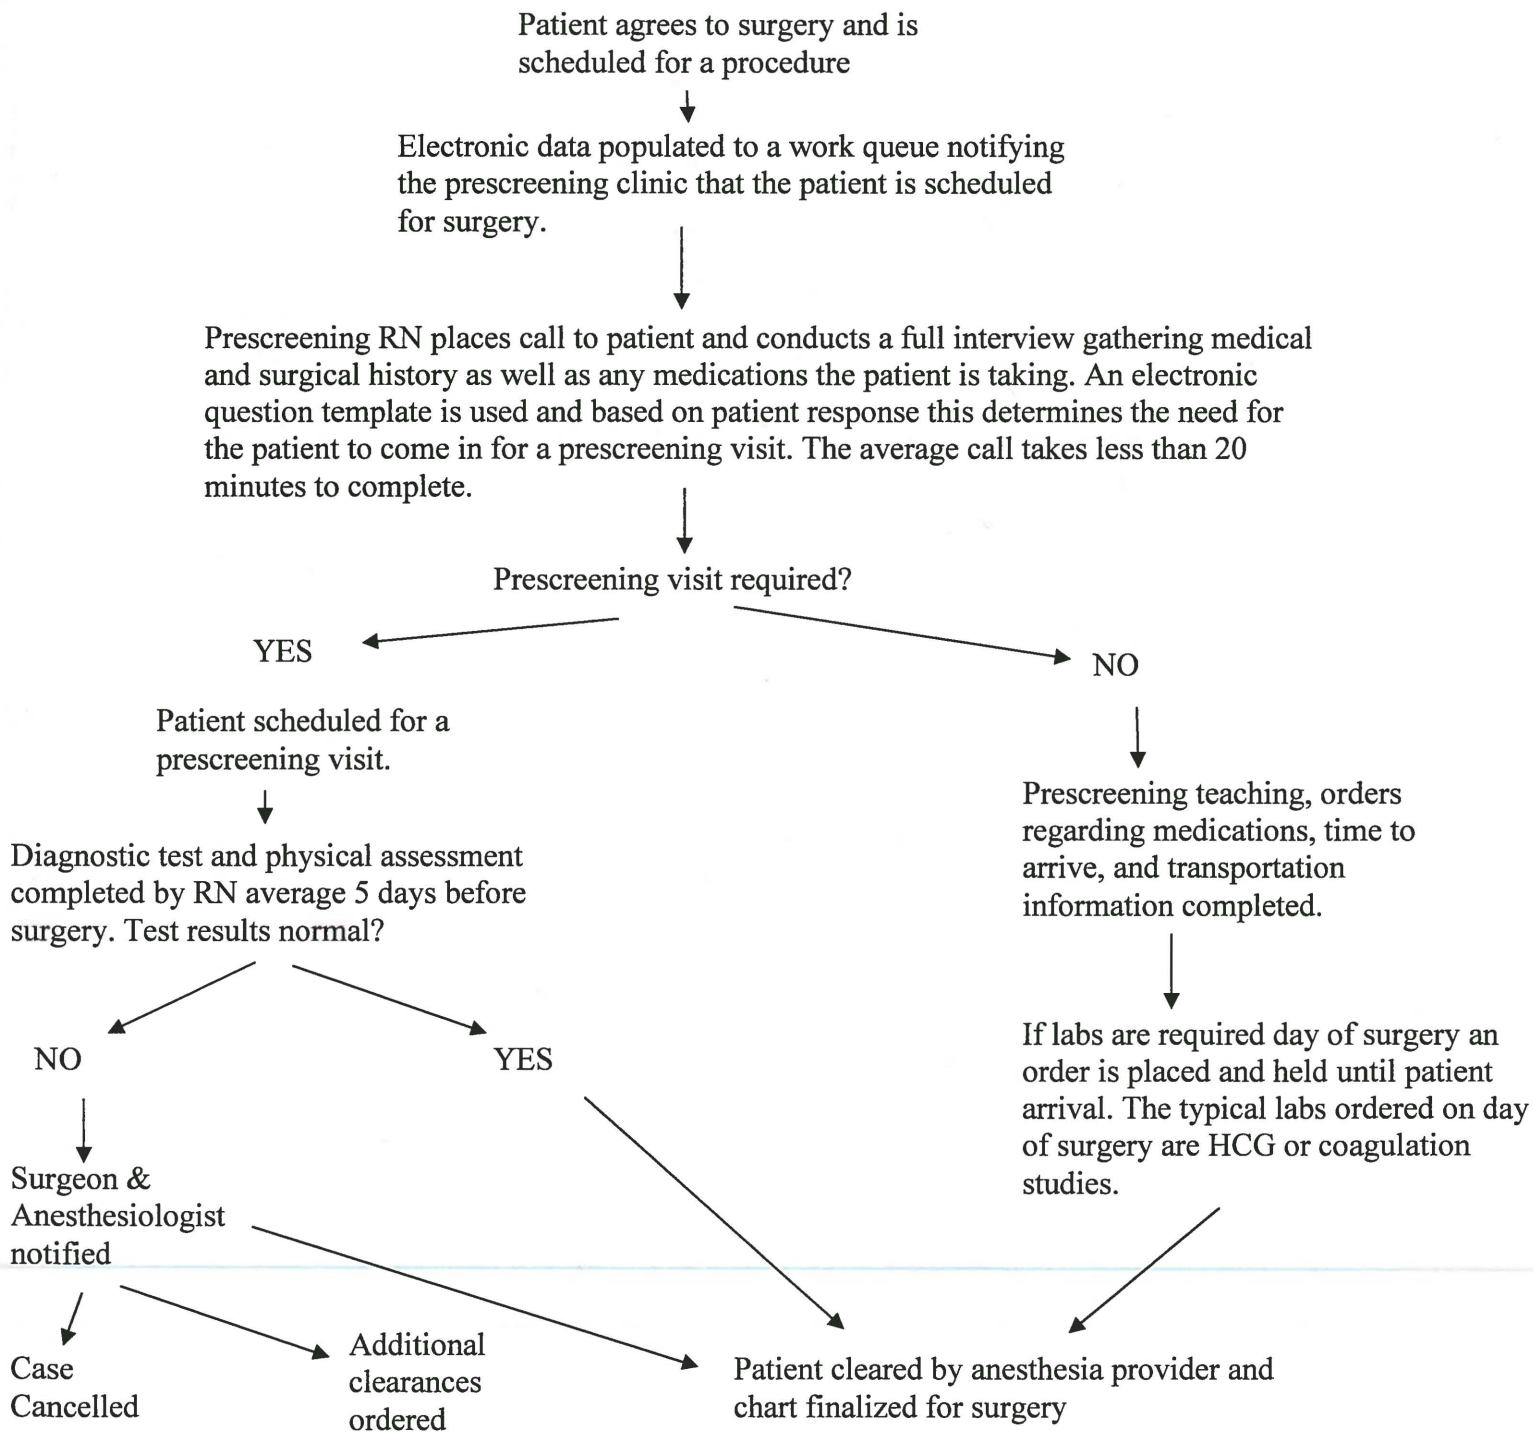 Patient agrees to surgery and is
scheduled for a procedure
Electronic data populated to a work queue notifying
the prescreening clinic that the patient is scheduled
for surgery.
Prescreening RN places call to patient and conducts a full interview gathering medical
and surgical history as well as any medications the patient is taking. An electronic
question template is used and based on patient response this determines the need for
the patient to come in for a prescreening visit. The average call takes less than 20
minutes to complete.
Prescreening visit required?
YES
NO
Patient scheduled for a
prescreening visit.
Diagnostic test and physical assessment
completed by RN average 5 days before
surgery. Test results normal?
Prescreening teaching, orders
regarding medications, time to
arrive, and transportation
information completed.
NO
YES
If labs are required day of surgery an
order is placed and held until patient
arrival. The typical labs ordered on day
of surgery are HCG or coagulation
studies.
Surgeon &
Anesthesiologist
notified
Case
Cancelled
Additional
clearances
ordered
Patient cleared by anesthesia provider and
chart finalized for surgery